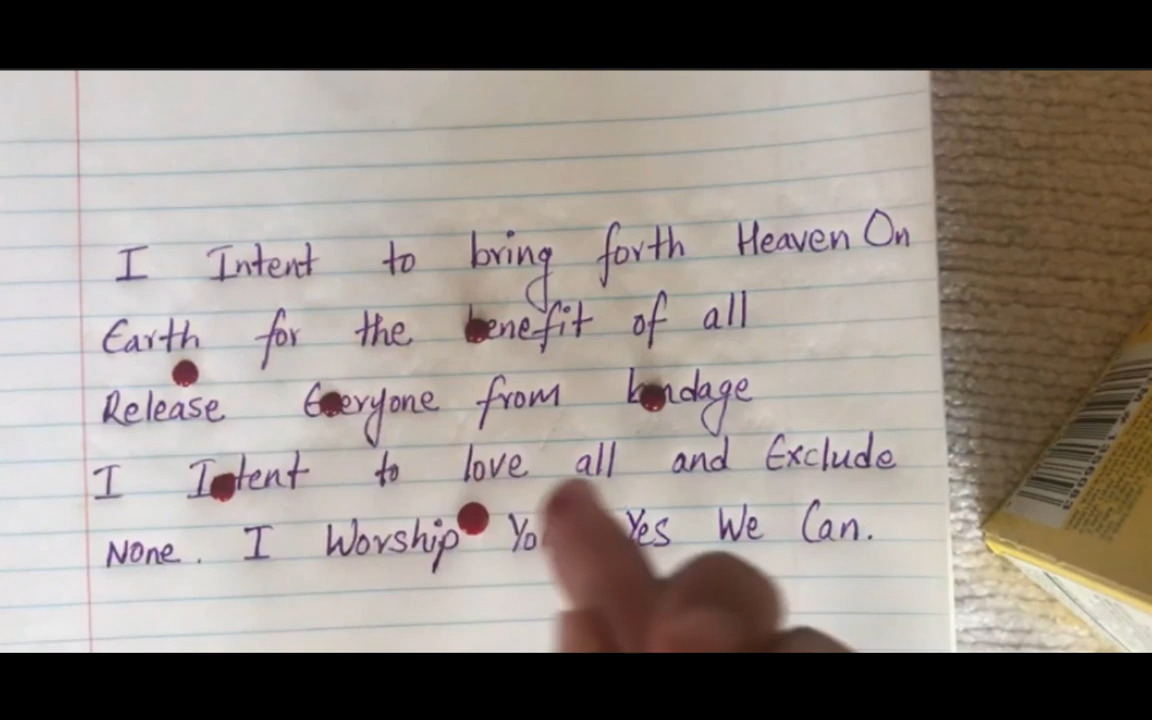 I Intent to bring forth Heaven On
Earth for the benefit of all
Release Everyone from bondage
I Intent to love all and Exclude
None. I Worship Yes We Can.